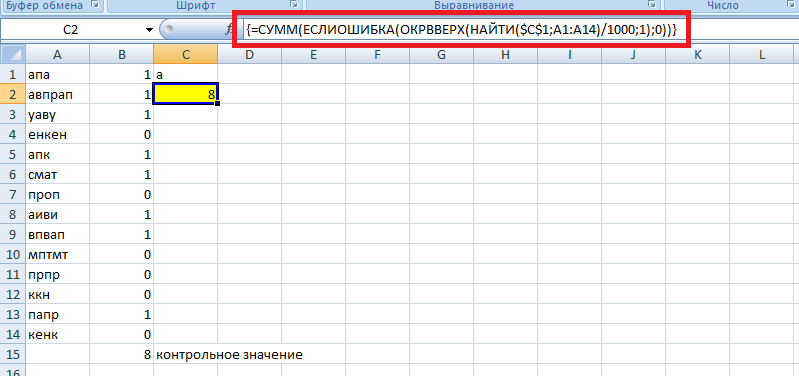 Буфер обмена Шрифт Выравнивание Число
C2 fx {=СУММ(ЕСЛИОШИБКА(ОКРВВЕРХ(НАЙТИ($C$1;A1:A14)/1000;1);0))}
A B C D E F G H I J K L
1 апа 1 а
2 авпрап 1 8
3 уаву 1
4 енкен 0
5 апк 1
6 смат 1
7 проп 0
8 аиви 1
9 впвап 1
10 мптмт 0
11 прпр 0
12 ккн 0
13 папр 1
14 кенк 0
15 8 контрольное значение
16